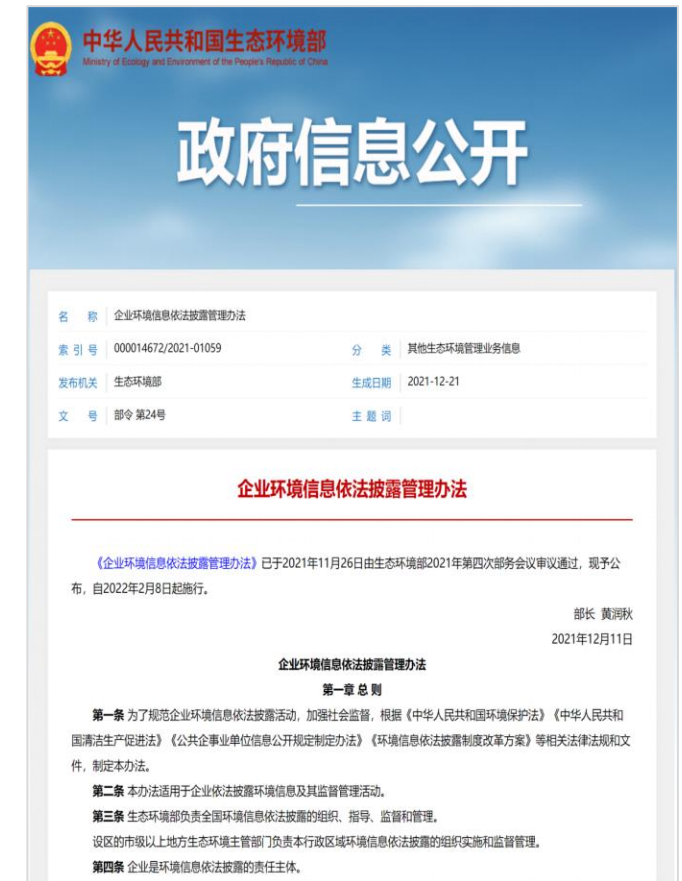 中华人民共和国生态环境部
Ministry of Ecology and Environment of the People's Republic of China
政府信息公开
名 称 企业环境信息依法披露管理办法
索 引 号 000014672/2021-01059 分 类 其他生态环境管理业务信息
发布机关 生态环境部 生成日期 2021-12-21
文 号 部令 第24号 主 题 词
企业环境信息依法披露管理办法
《企业环境信息依法披露管理办法》已于2021年11月26日由生态环境部2021年第四次部务会议审议通过，现予公
布，自2022年2月8日起施行。
部长 黄润秋
2021年12月11日
企业环境信息依法披露管理办法
第一章 总 则
第一条 为了规范企业环境信息依法披露活动，加强社会监督，根据《中华人民共和国环境保护法》《中华人民共和
国清洁生产促进法》《公共企事业单位信息公开规定制定办法》《环境信息依法披露制度改革方案》等相关法律法规和文
件，制定本办法。
第二条 本办法适用于企业依法披露环境信息及其监督管理活动。
第三条 生态环境部负责全国环境信息依法披露的组织、指导、监督和管理。
设区的市级以上地方生态环境主管部门负责本行政区域环境信息依法披露的组织实施和监督管理。
第四条 企业是环境信息依法披露的责任主体。